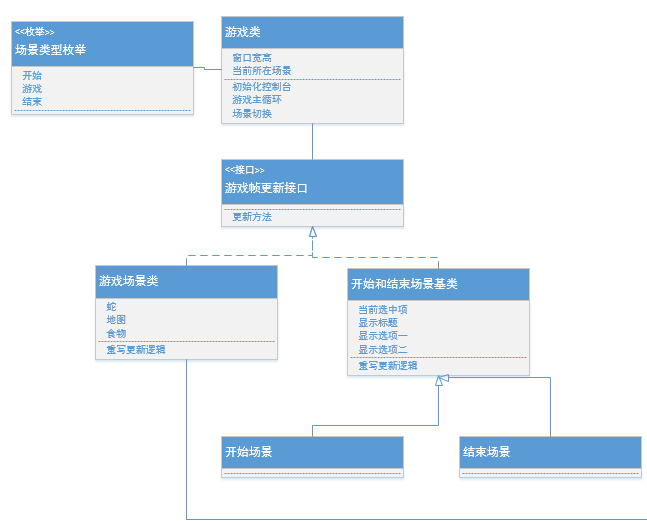 <<枚举>>
场景类型枚举
开始
游戏
结束
游戏类
窗口宽高
当前所在场景
初始化控制台
游戏主循环
场景切换
<<接口>>
游戏帧更新接口
更新方法
游戏场景类
蛇
地图
食物
重写更新逻辑
开始和结束场景基类
当前选中项
显示标题
显示选项一
显示选项二
重写更新逻辑
开始场景
结束场景